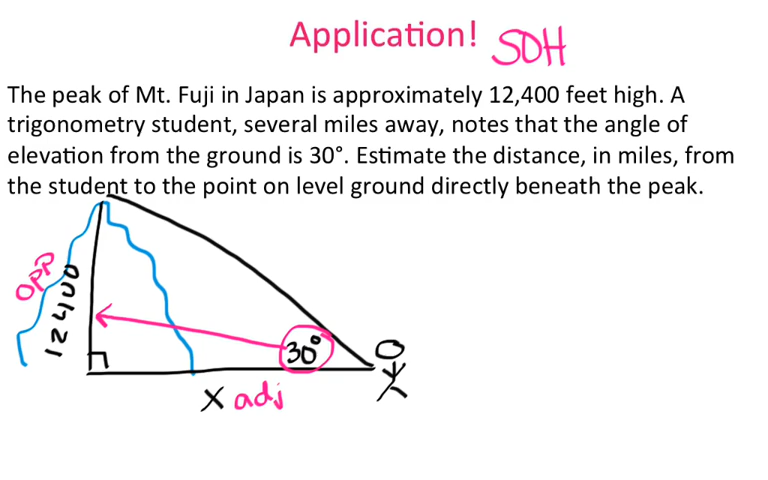 Application! SOH
The peak of Mt. Fuji in Japan is approximately 12,400 feet high. A
trigonometry student, several miles away, notes that the angle of
elevation from the ground is 30°. Estimate the distance, in miles, from
the student to the point on level ground directly beneath the peak.
opp
12400
30°
x adj